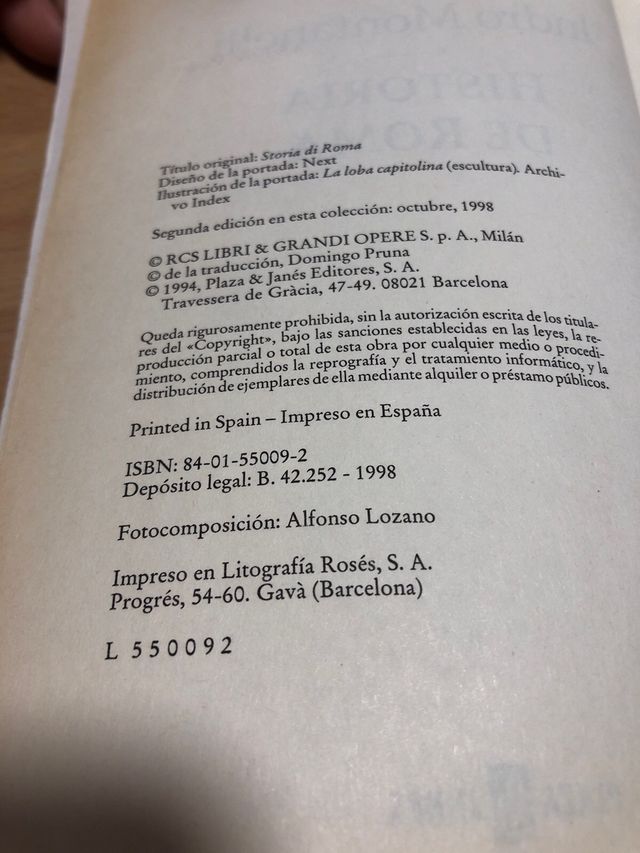 Título original: Storia di Roma
Diseño de la portada: Next
Ilustración de la portada: La loba capitolina (escultura). Archi-
vo Index
Segunda edición en esta colección: octubre, 1998
© RCS LIBRI & GRANDI OPERE S. p. A., Milán
© de la traducción, Domingo Pruna
© 1994, Plaza & Janés Editores, S. A.
Travessera de Gràcia, 47-49. 08021 Barcelona
Queda rigurosamente prohibida, sin la autorización escrita de los titula-
res del «Copyright», bajo las sanciones establecidas en las leyes, la re-
producción parcial o total de esta obra por cualquier medio o procedi-
miento, comprendidos la reprografía y el tratamiento informático, y la
distribución de ejemplares de ella mediante alquiler o préstamo públicos.
Printed in Spain – Impreso en España
ISBN: 84-01-55009-2
Depósito legal: B. 42.252 - 1998
Fotocomposición: Alfonso Lozano
Impreso en Litografía Rosés, S. A.
Progrés, 54-60. Gavà (Barcelona)
L 550092